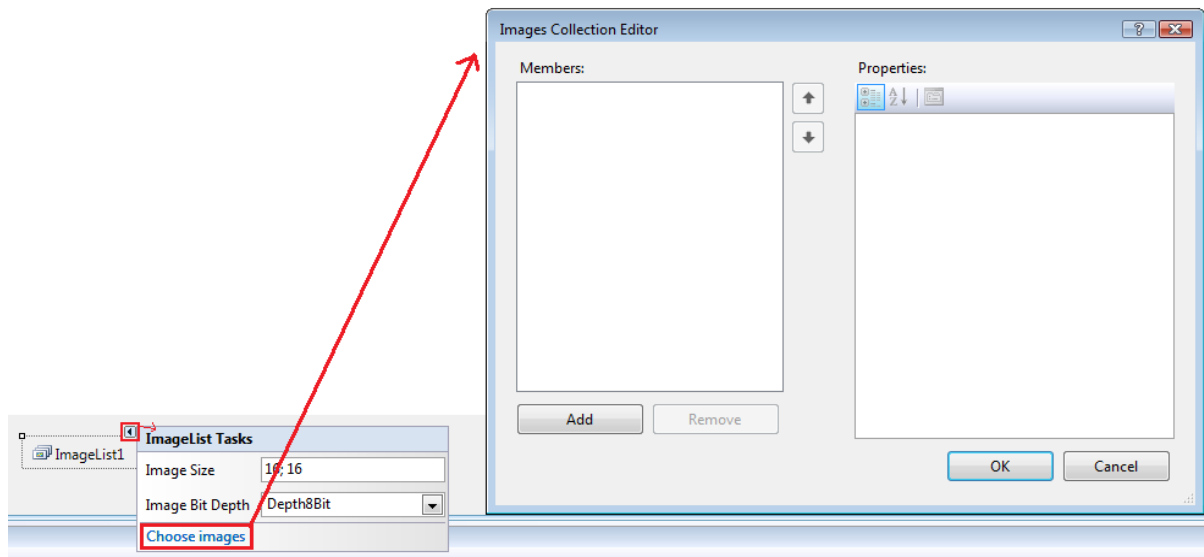 Images Collection Editor
Members:
Properties:
Add
Remove
OK
Cancel
ImageList1
ImageList Tasks
Image Size
16; 16
Image Bit Depth
Depth8Bit
Choose images